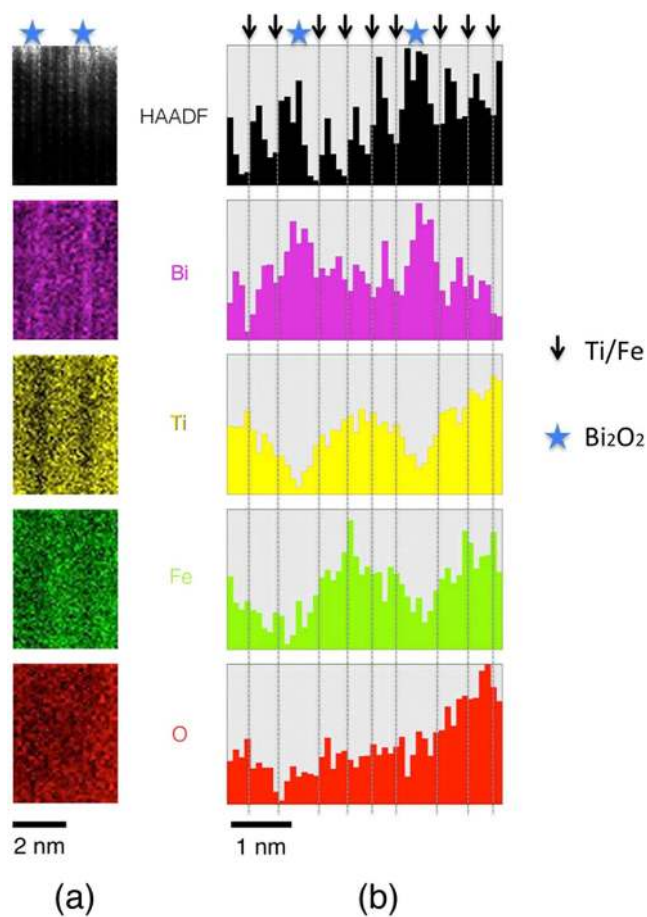 HAADF
Bi
Ti
Fe
O
Ti/Fe
Bi₂O₂
2 nm
1 nm
(a)
(b)